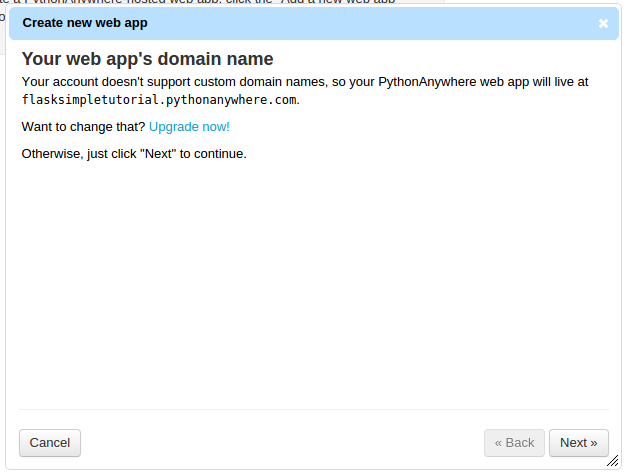 Create new web app
Your web app's domain name
Your account doesn't support custom domain names, so your PythonAnywhere web app will live at
flasksimpletutorial.pythonanywhere.com.
Want to change that? Upgrade now!
Otherwise, just click "Next" to continue.
Cancel
« Back
Next »